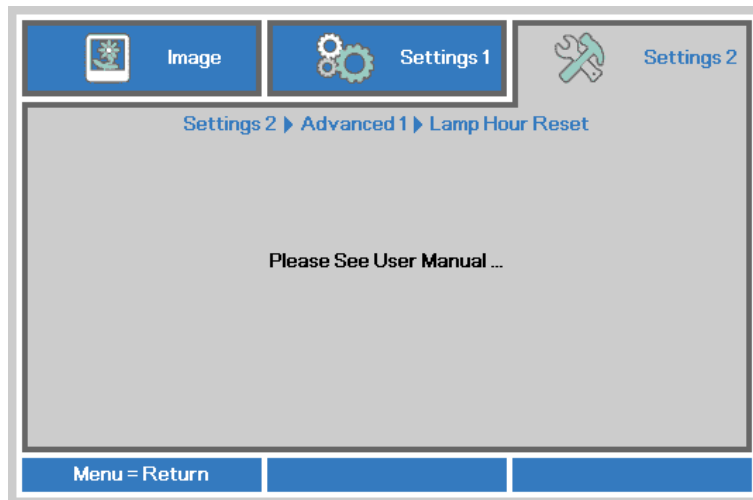 Image
Settings 1
Settings 2
Settings 2 ▶ Advanced 1 ▶ Lamp Hour Reset
Please See User Manual ...
Menu = Return